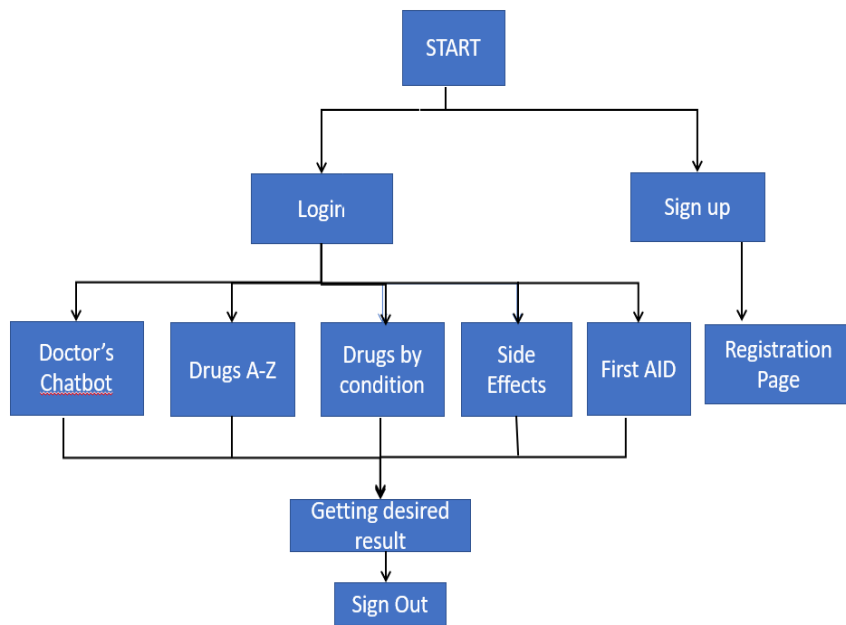 START
Login
Sign up
Doctor's
Chatbot
Drugs A-Z
Drugs by
condition
Side
Effects
First AID
Registration
Page
Getting desired
result
Sign Out